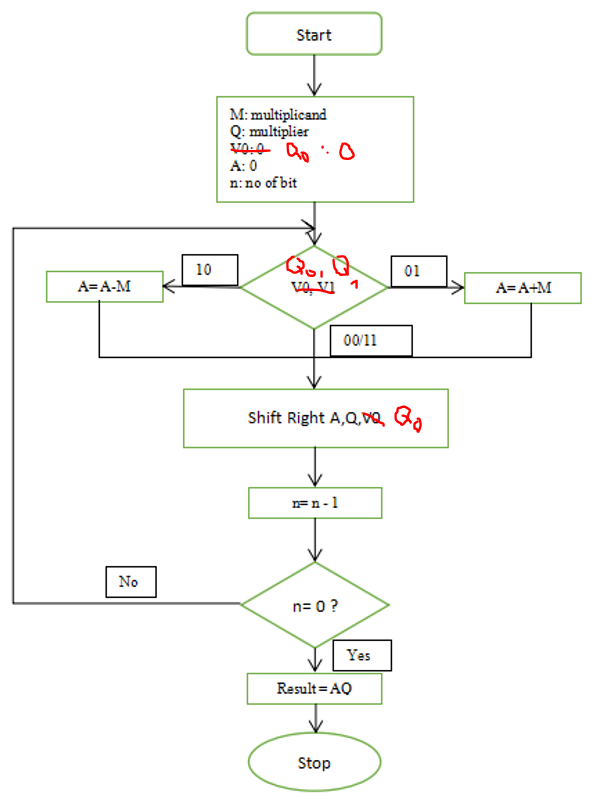 Start
M: multiplicand
Q: multiplier
V0: 0 Q0 : 0
A: 0
n: no of bit
10
Q0, Q1
V0, V1
01
A= A-M
A= A+M
00/11
Shift Right A,Q,V0 Q0
n= n - 1
No
n= 0 ?
Yes
Result = AQ
Stop